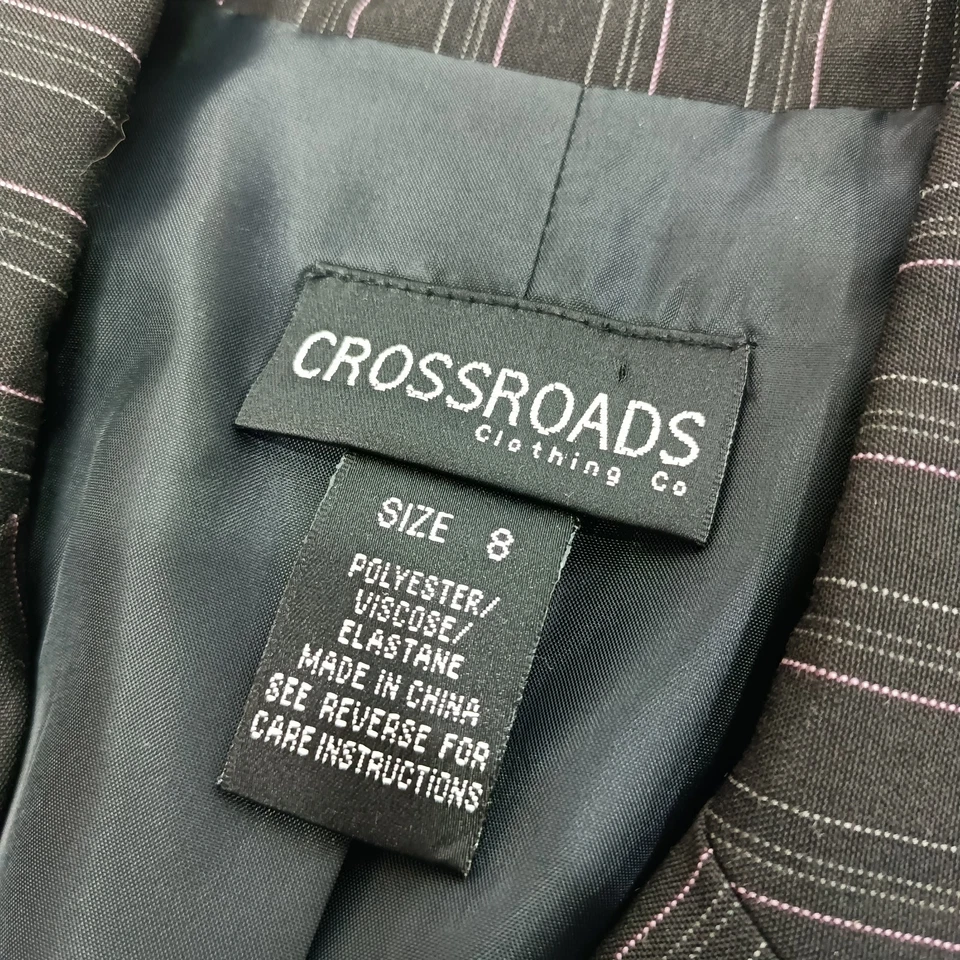 CROSSROADS
Clothing Co
SIZE 8
POLYESTER/
VISCOSE/
ELASTANE
MADE IN CHINA
SEE REVERSE FOR
CARE INSTRUCTIONS